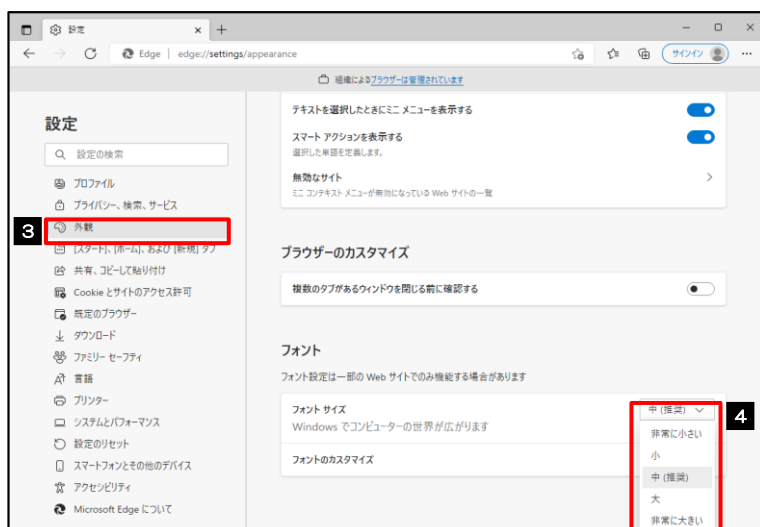 設定
Edge | edge://settings/appearance
サインイン
組織によるブラウザーは管理されています
設定
設定の検索
プロファイル
プライバシー、検索、サービス
3
外観
[スタート]、[ホーム]、および [新規] タブ
共有、コピーして貼り付け
Cookie とサイトのアクセス許可
既定のブラウザー
ダウンロード
ファミリー セーフティ
言語
プリンター
システムとパフォーマンス
設定のリセット
スマートフォンとその他のデバイス
アクセシビリティ
Microsoft Edge について
テキストを選択したときにミニ メニューを表示する
スマート アクションを表示する
選択した単語を定義します。
無効なサイト
ミニ コンテキスト メニューが無効になっている Web サイトの一覧
ブラウザーのカスタマイズ
複数のタブがあるウィンドウを閉じる前に確認する
フォント
フォント設定は一部の Web サイトでのみ機能する場合があります
フォント サイズ
Windows でコンピューターの世界が広がります
中 (推奨)
4
フォントのカスタマイズ
非常に小さい
小
中 (推奨)
大
非常に大きい